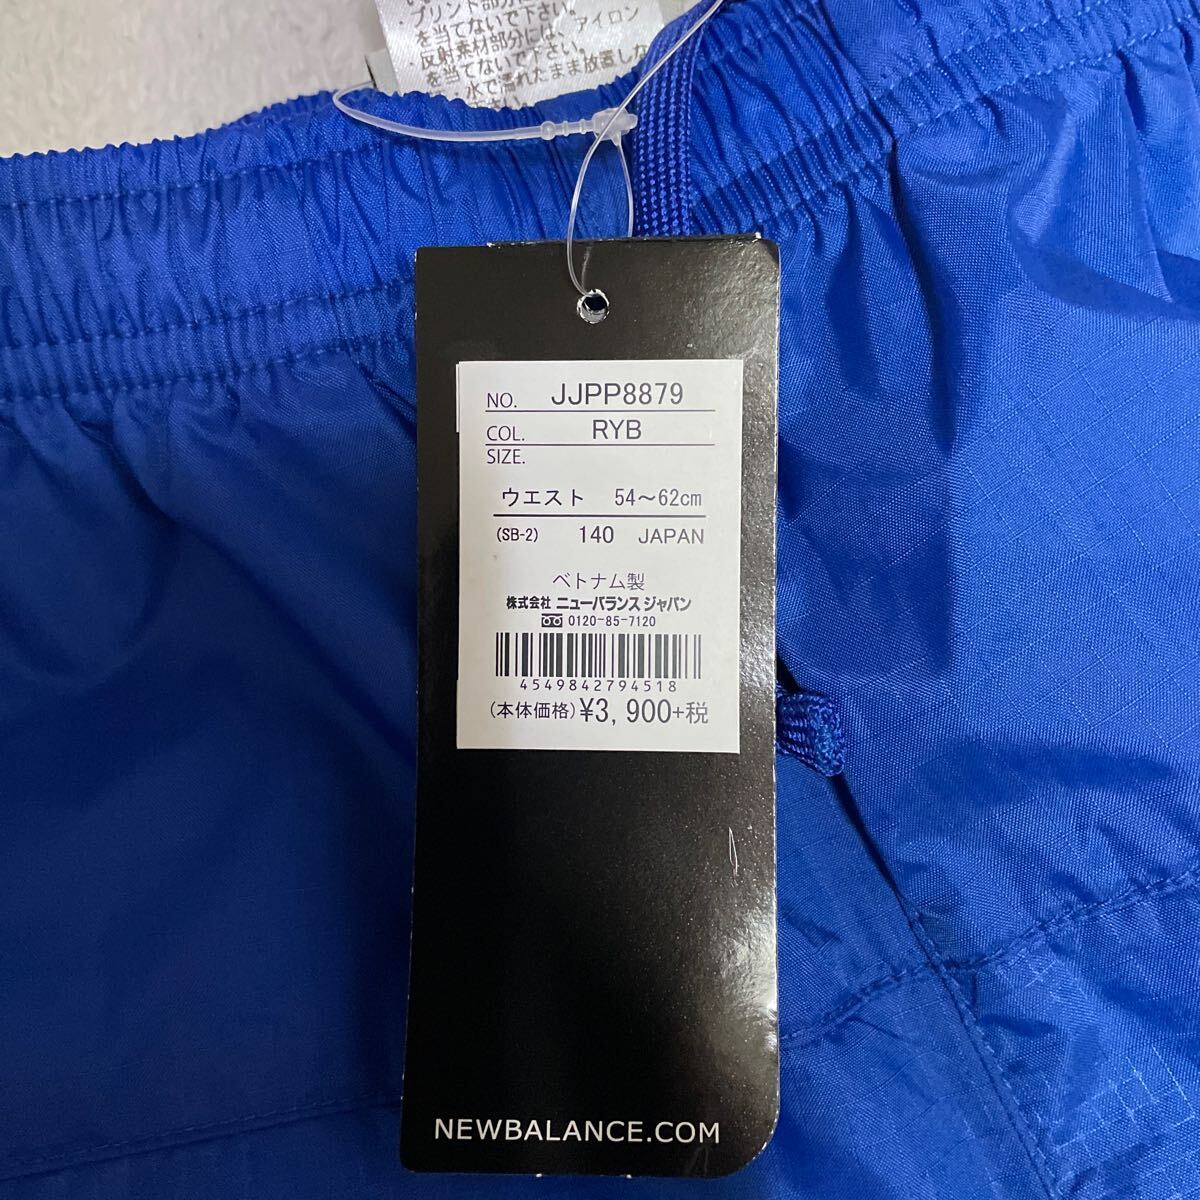 プリント部分に
を当てないで下さい。
・反射素材部分には、アイロン
を当てないで下さい。
水で濡れたまま放置しな
NO. JJPP8879
COL. RYB
SIZE.
ウエスト 54～62cm
(SB-2) 140 JAPAN
ベトナム製
株式会社 ニューバランス ジャパン
0120-85-7120
4549842794518
(本体価格)¥3,900+税
NEWBALANCE.COM